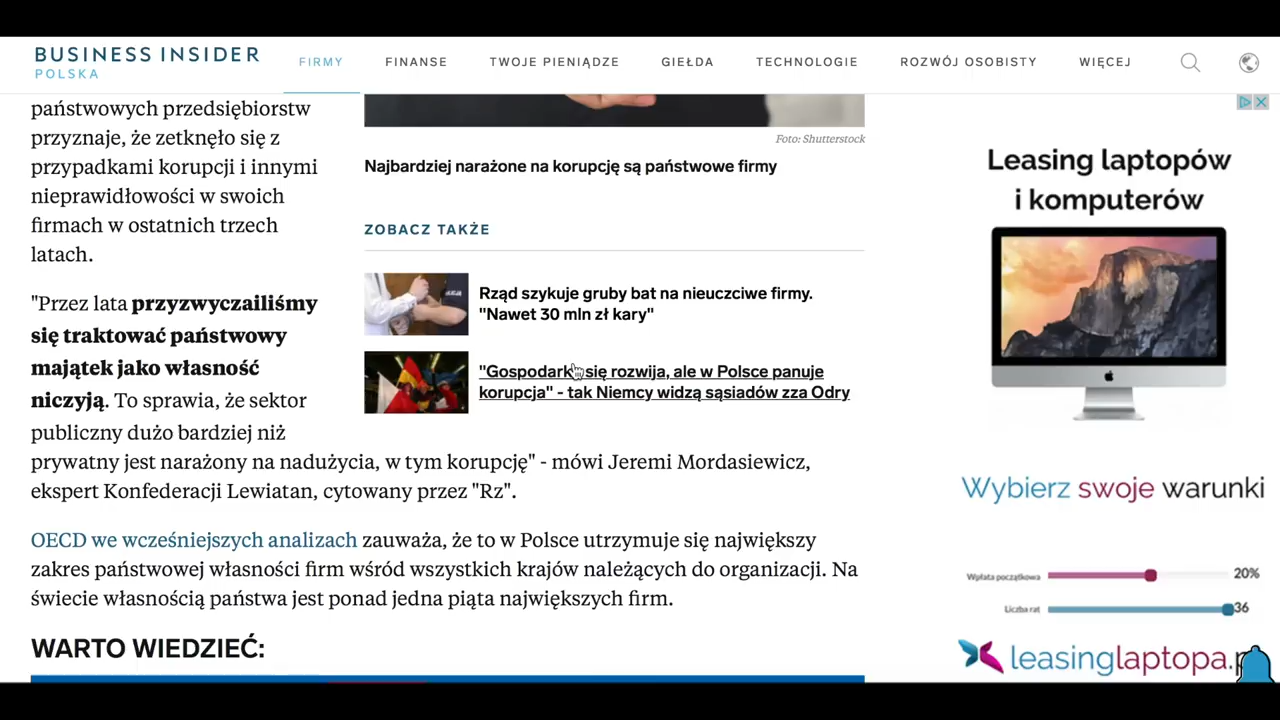 BUSINESS INSIDER
POLSKA
FIRMY
FINANSE
TWOJE PIENIĄDZE
GIEŁDA
TECHNOLOGIE
ROZWÓJ OSOBISTY
WIĘCEJ
państwowych przedsiębiorstw
przyznaje, że zetknęło się z
przypadkami korupcji i innymi
nieprawidłowości w swoich
firmach w ostatnich trzech
latach.
"Przez lata przyzwyczailiśmy
się traktować państwowy
majątek jako własność
niczyją. To sprawia, że sektor
publiczny dużo bardziej niż
prywatny jest narażony na nadużycia, w tym korupcję" - mówi Jeremi Mordasiewicz,
ekspert Konfederacji Lewiatan, cytowany przez "Rz".
OECD we wcześniejszych analizach zauważa, że to w Polsce utrzymuje się największy
zakres państwowej własności firm wśród wszystkich krajów należących do organizacji. Na
świecie własnością państwa jest ponad jedna piąta największych firm.
WARTO WIEDZIEĆ:
Foto: Shutterstock
Najbardziej narażone na korupcję są państwowe firmy
ZOBACZ TAKŻE
Rząd szykuje gruby bat na nieuczciwe firmy.
"Nawet 30 mln zł kary"
"Gospodarka się rozwija, ale w Polsce panuje
korupcja" - tak Niemcy widzą sąsiadów zza Odry
Leasing laptopów
i komputerów
Wybierz swoje warunki
Wpłata początkowa 20%
Liczba rat 36
leasinglaptopa.p